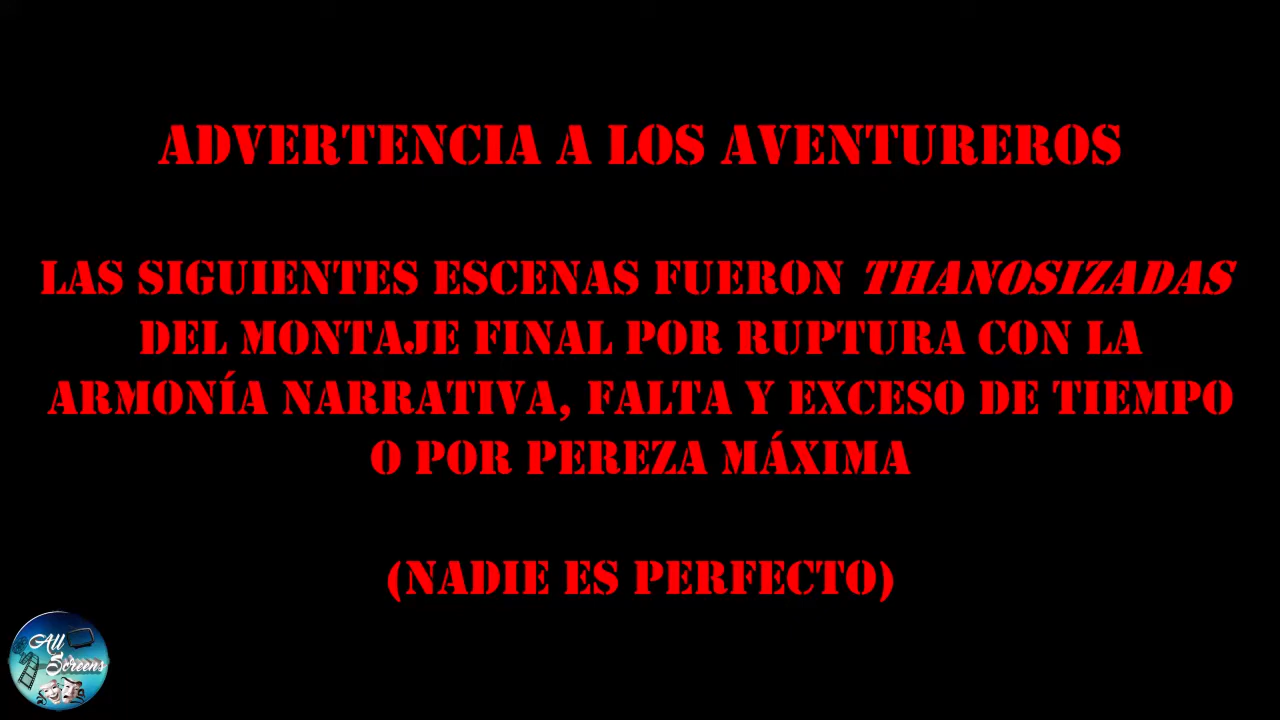 ADVERTENCIA A LOS AVENTUREROS
LAS SIGUIENTES ESCENAS FUERON THANOSIZADAS
DEL MONTAJE FINAL POR RUPTURA CON LA
ARMONÍA NARRATIVA, FALTA Y EXCESO DE TIEMPO
O POR PEREZA MÁXIMA
(NADIE ES PERFECTO)
All
Screens